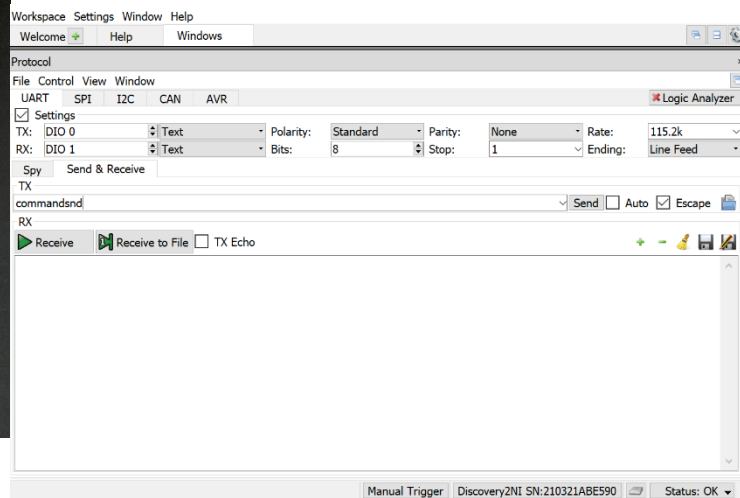 Workspace Settings Window Help
Welcome Help Windows
Protocol
File Control View Window
UART SPI I2C CAN AVR Logic Analyzer
Settings
TX: DIO 0 Text Polarity: Standard Parity: None Rate: 115.2k
RX: DIO 1 Text Bits: 8 Stop: 1 Ending: Line Feed
Spy Send & Receive
TX
commandsnd Send Auto Escape
RX
Receive Receive to File TX Echo
Manual Trigger Discovery2NI SN:210321ABE590 Status: OK